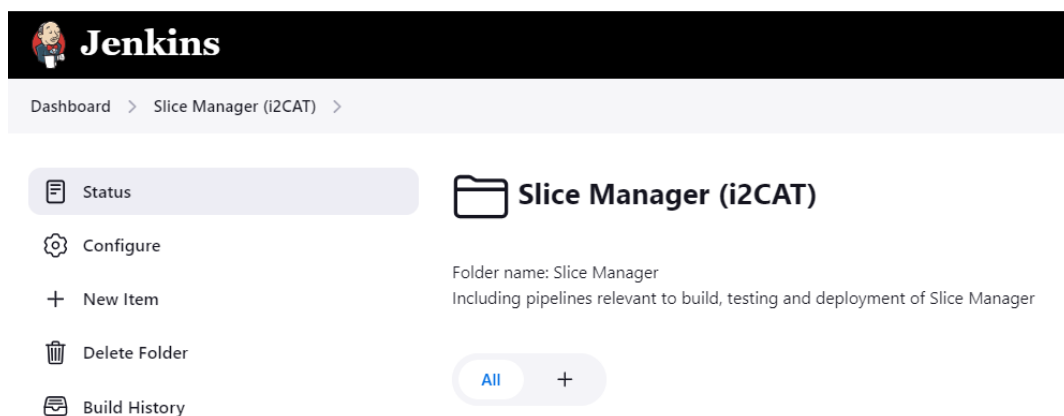 Jenkins
Dashboard > Slice Manager (i2CAT) >
Status
Configure
New Item
Delete Folder
Build History
Slice Manager (i2CAT)
Folder name: Slice Manager
Including pipelines relevant to build, testing and deployment of Slice Manager
All +